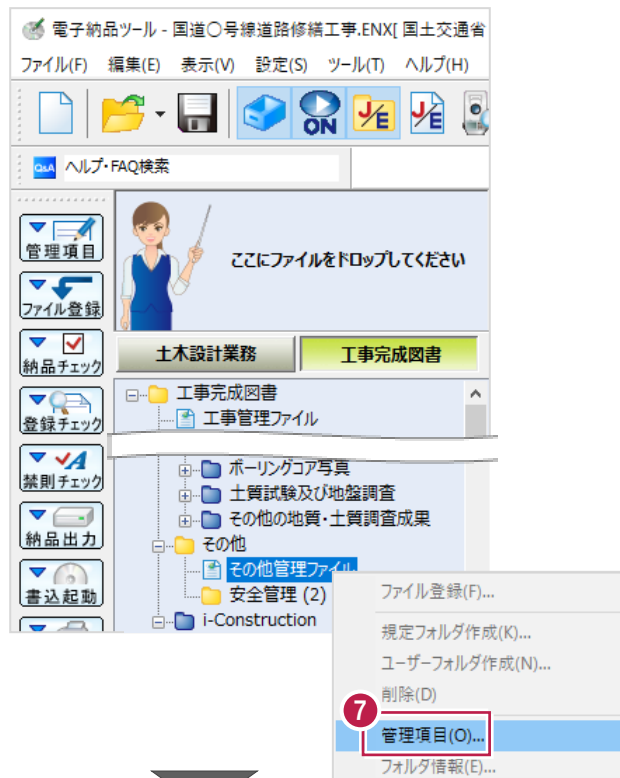 電子納品ツール - 国道〇号線道路修繕工事.ENX[ 国土交通省
ファイル(F) 編集(E) 表示(V) 設定(S) ツール(T) ヘルプ(H)
ON J/E J/E
Q&A ヘルプ・FAQ検索
管理項目
ここにファイルをドロップしてください
ファイル登録
納品チェック
土木設計業務 工事完成図書
登録チェック
工事完成図書
工事管理ファイル
禁則チェック
ボーリングコア写真
土質試験及び地盤調査
その他の地質・土質調査成果
納品出力
その他
その他管理ファイル
書込起動
安全管理 (2)
i-Construction
ファイル登録(F)...
規定フォルダ作成(K)...
ユーザーフォルダ作成(N)...
削除(D)
7
管理項目(O)...
フォルダ情報(E)...